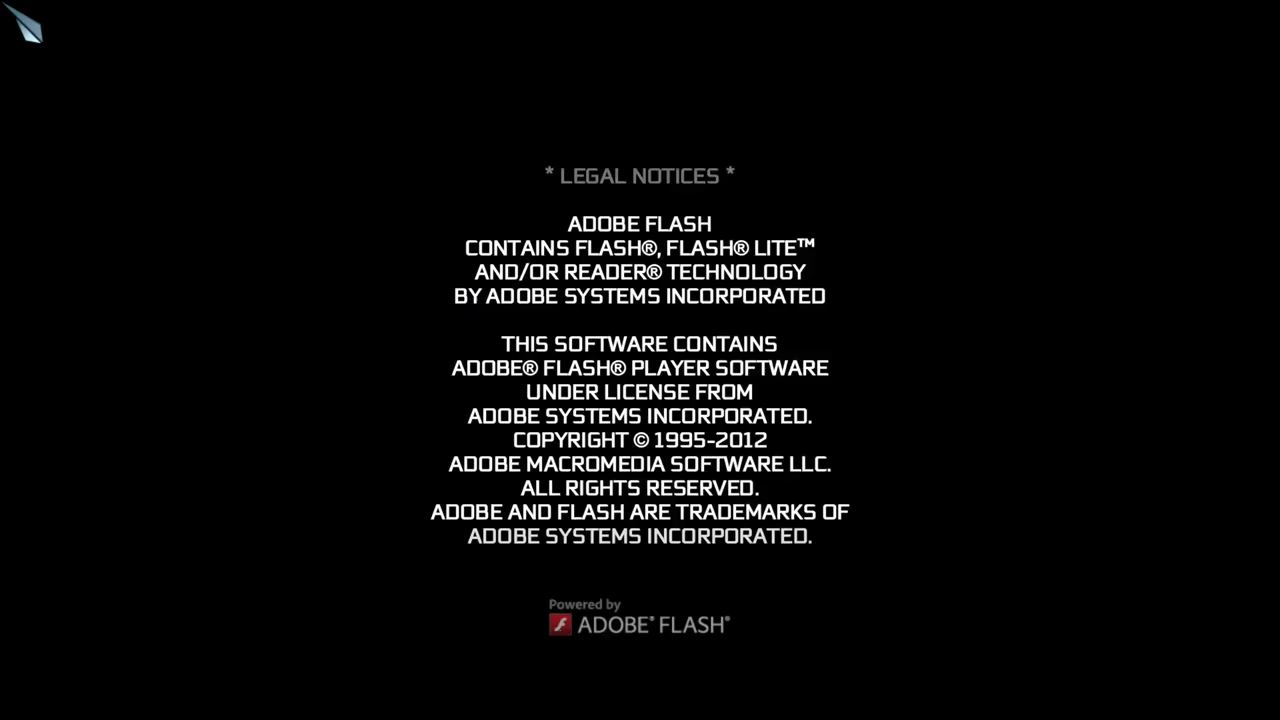 * LEGAL NOTICES *
ADOBE FLASH
CONTAINS FLASH®, FLASH® LITE™
AND/OR READER® TECHNOLOGY
BY ADOBE SYSTEMS INCORPORATED
THIS SOFTWARE CONTAINS
ADOBE® FLASH® PLAYER SOFTWARE
UNDER LICENSE FROM
ADOBE SYSTEMS INCORPORATED.
COPYRIGHT © 1995-2012
ADOBE MACROMEDIA SOFTWARE LLC.
ALL RIGHTS RESERVED.
ADOBE AND FLASH ARE TRADEMARKS OF
ADOBE SYSTEMS INCORPORATED.
Powered by
ADOBE® FLASH®